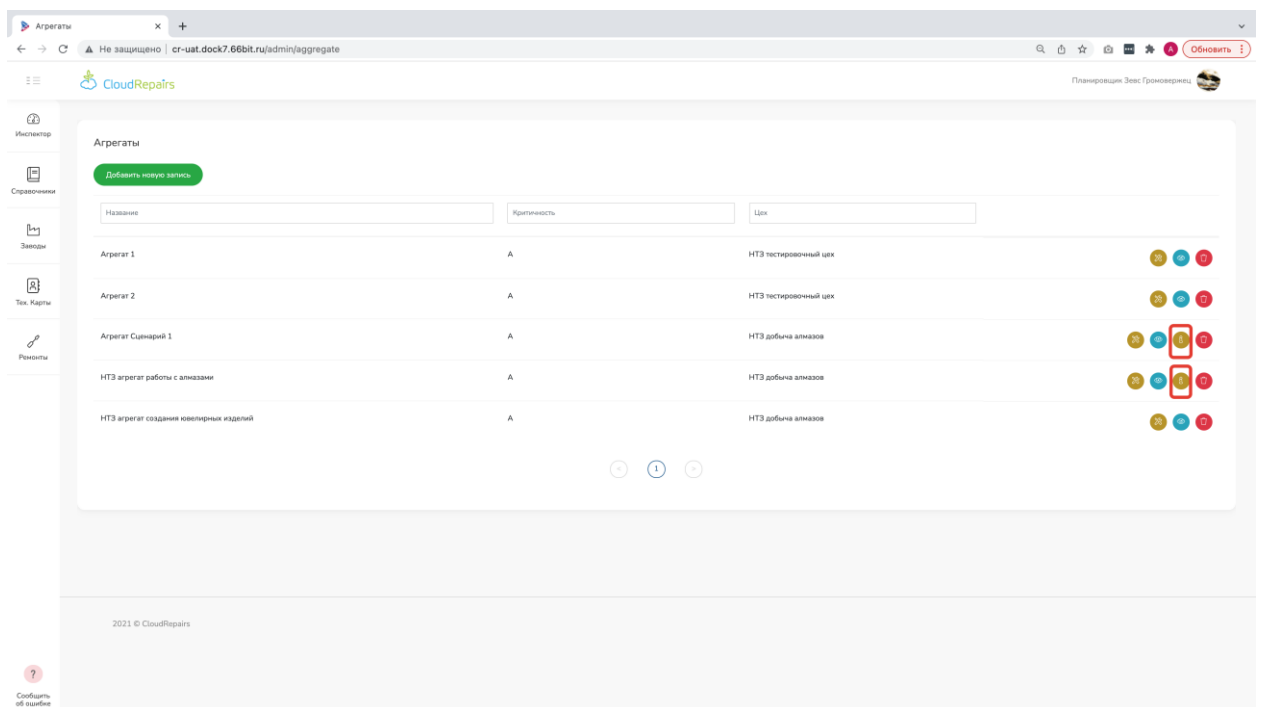 Агрегаты
Не защищено | cr-uat.dock7.66bit.ru/admin/aggregate
A
Обновить
CloudRepairs
Планировщик Зевс Громовержец
Инспектор
Справочники
Заводы
Тех. Карты
Ремонты
Агрегаты
Добавить новую запись
Название Критичность Цех
Агрегат 1 A НТЗ тестировочный цех
Агрегат 2 A НТЗ тестировочный цех
Агрегат Сценарий 1 A НТЗ добыча алмазов
НТЗ агрегат работы с алмазами A НТЗ добыча алмазов
НТЗ агрегат создания ювелирных изделий A НТЗ добыча алмазов
1
2021 © CloudRepairs
?
Сообщить
об ошибке